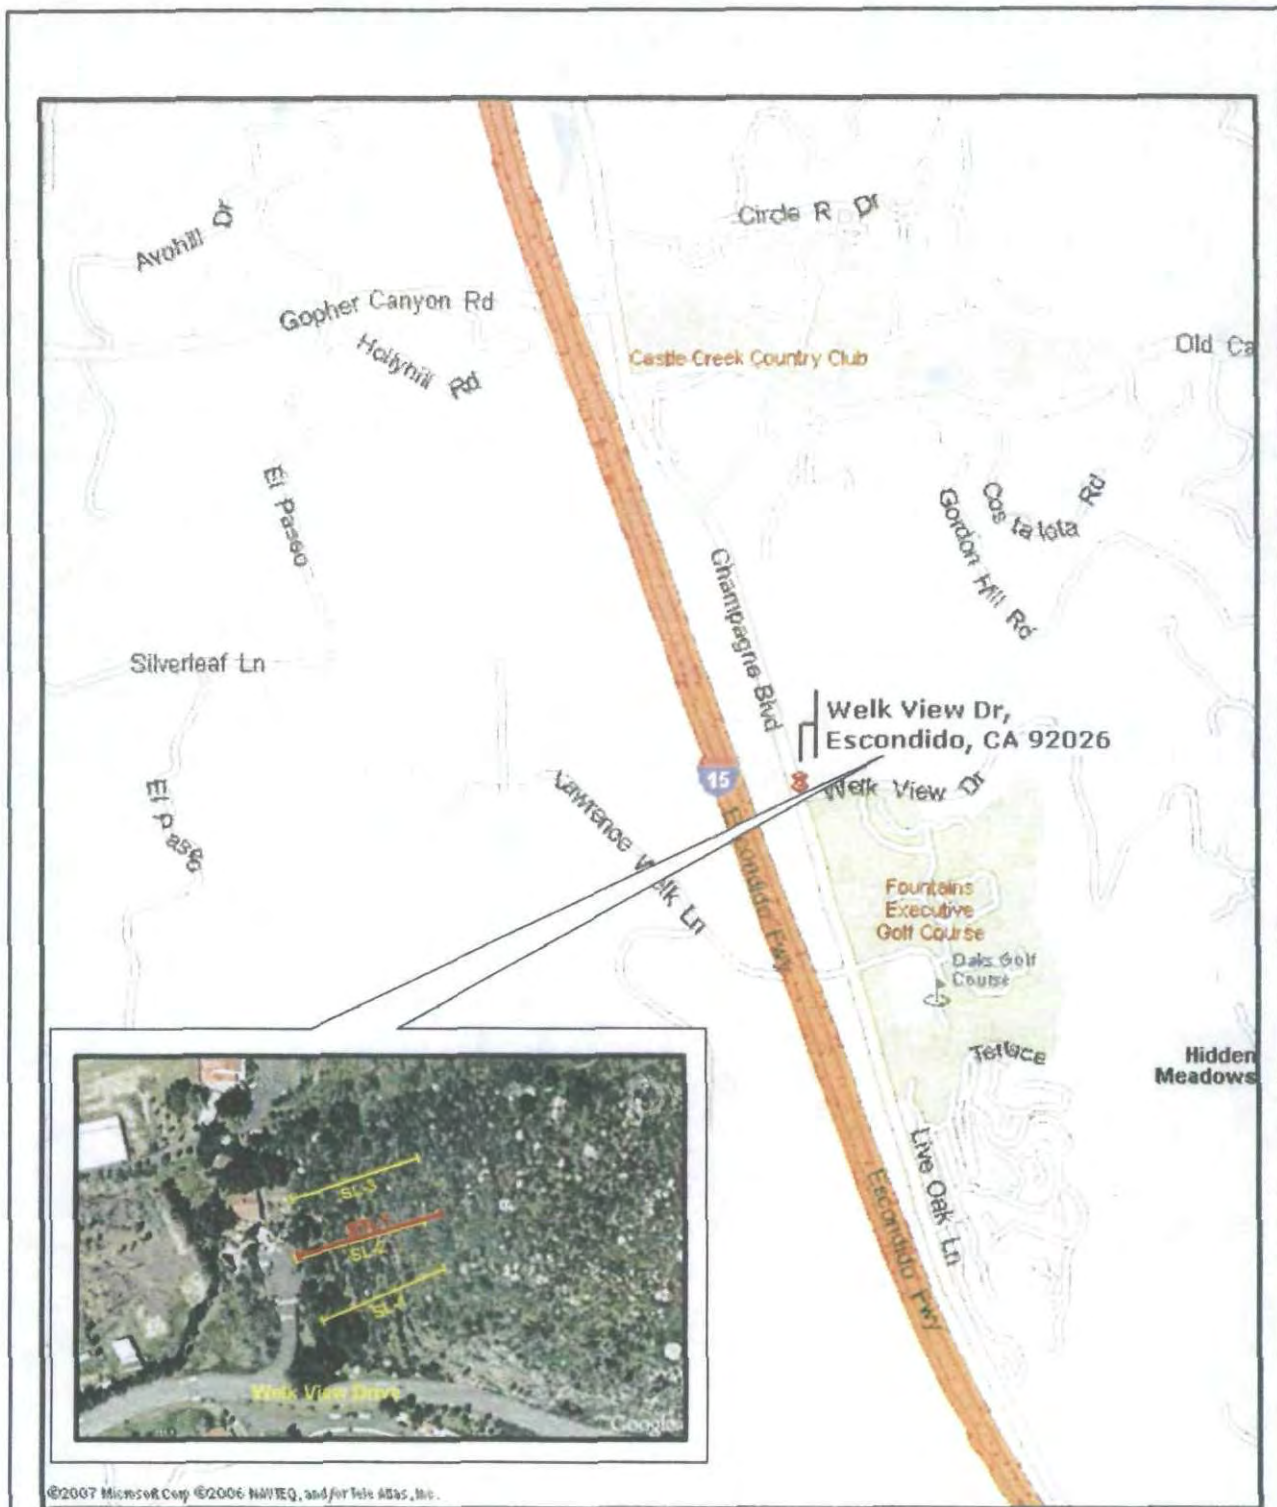 Avohill Dr
Circle R Dr
Gopher Canyon Rd
Hollyhill Rd
Castle Creek Country Club
Old Ca
El Paseo
Cos ta lota Rd
Gordon Hill Rd
Champagne Blvd
Silverleaf Ln
Welk View Dr,
Escondido, CA 92026
15
Welk View Dr
El Paseo
Lawrence Welk Ln
Escondido Fwy
Fountains
Executive
Golf Course
Oaks Golf
Course
Terrace
Hidden
Meadows
Live Oak Ln
Escondido Fwy
SL-3
SL-2
Welk View Drive
Google
©2007 Microsoft Corp ©2006 NAVTEQ, and/or Tele Atlas, Inc.